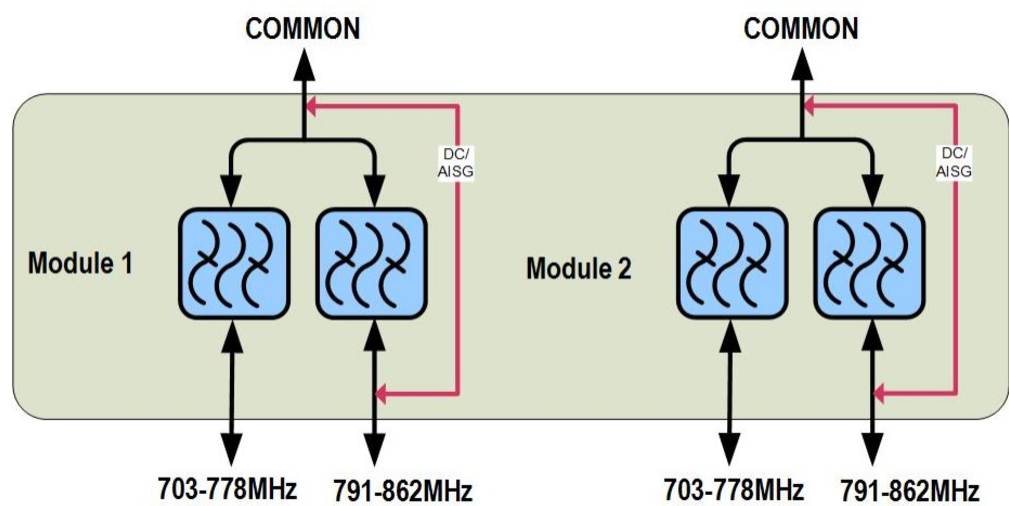 COMMON
COMMON
DC/
AISG
DC/
AISG
Module 1
Module 2
703-778MHz
791-862MHz
703-778MHz
791-862MHz